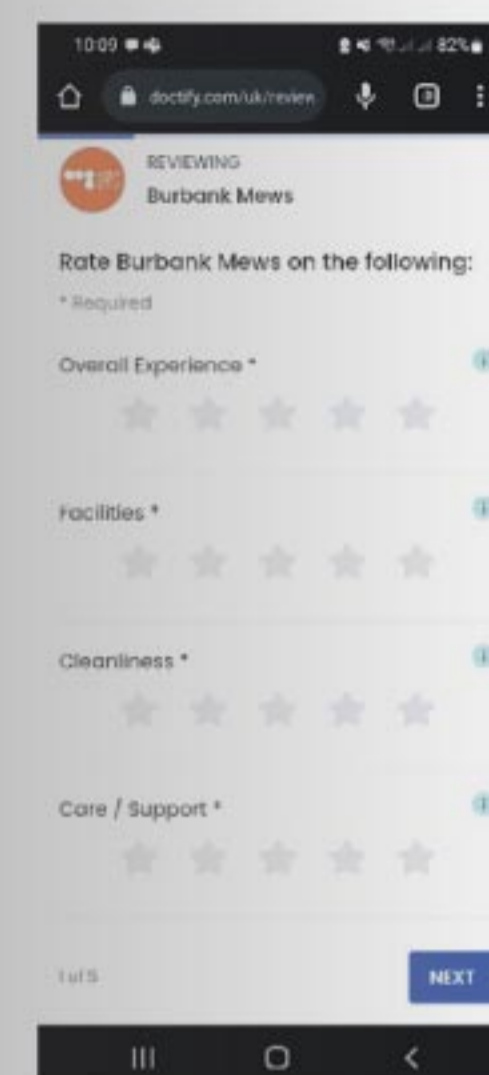 10:09
82%
doctify.com/uk/review
REVIEWING
Burbank Mews
Rate Burbank Mews on the following:
* Required
Overall Experience *
Facilities *
Cleanliness *
Care / Support *
1 of 5
NEXT